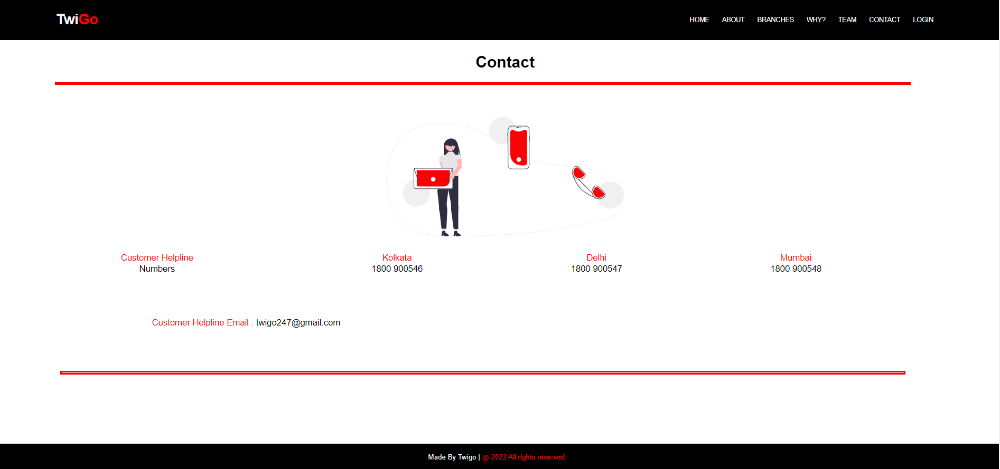 TwiGo
HOME ABOUT BRANCHES WHY? TEAM CONTACT LOGIN
Contact
Customer Helpline
Numbers
Kolkata
1800 900546
Delhi
1800 900547
Mumbai
1800 900548
Customer Helpline Email : twigo247@gmail.com
Made By Twigo | © 2022 All rights reserved.